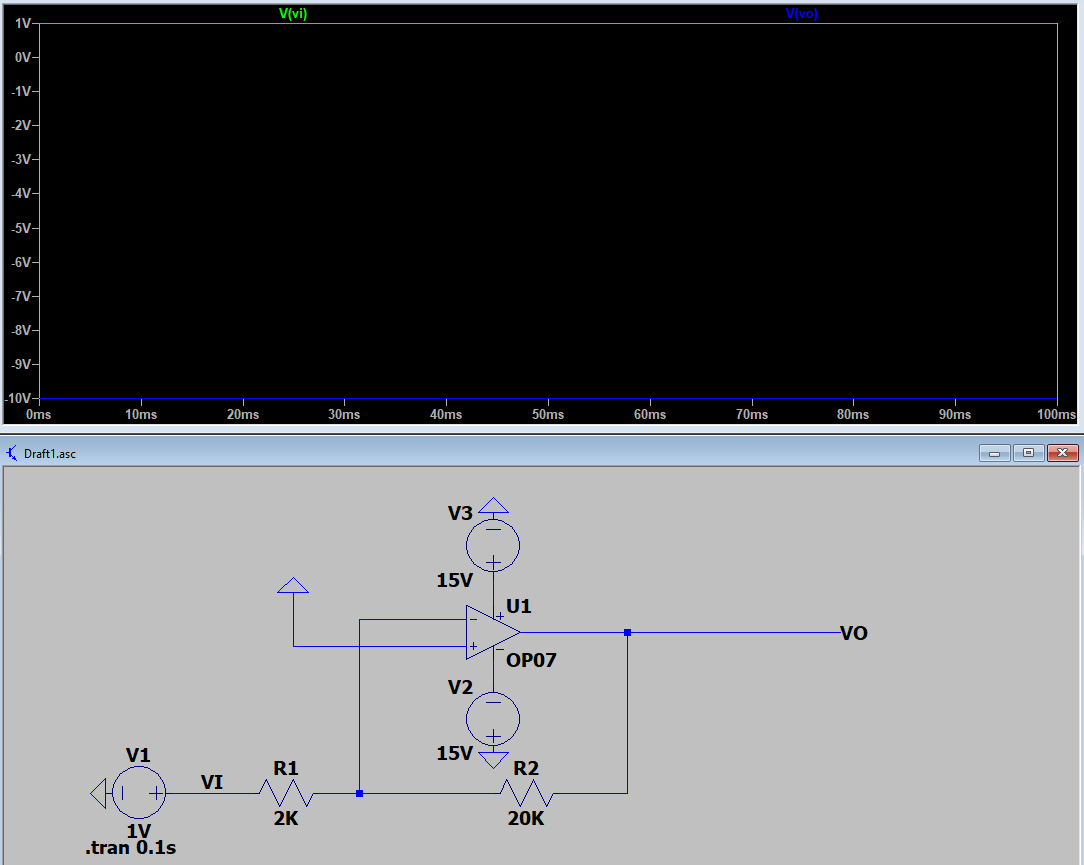 V(vi) V(vo)
1V
0V
-1V
-2V
-3V
-4V
-5V
-6V
-7V
-8V
-9V
-10V
0ms 10ms 20ms 30ms 40ms 50ms 60ms 70ms 80ms 90ms 100ms
Draft1.asc
V3
15V
U1
OP07
VO
V2
15V
V1
VI
R1
R2
2K
20K
1V
.tran 0.1s